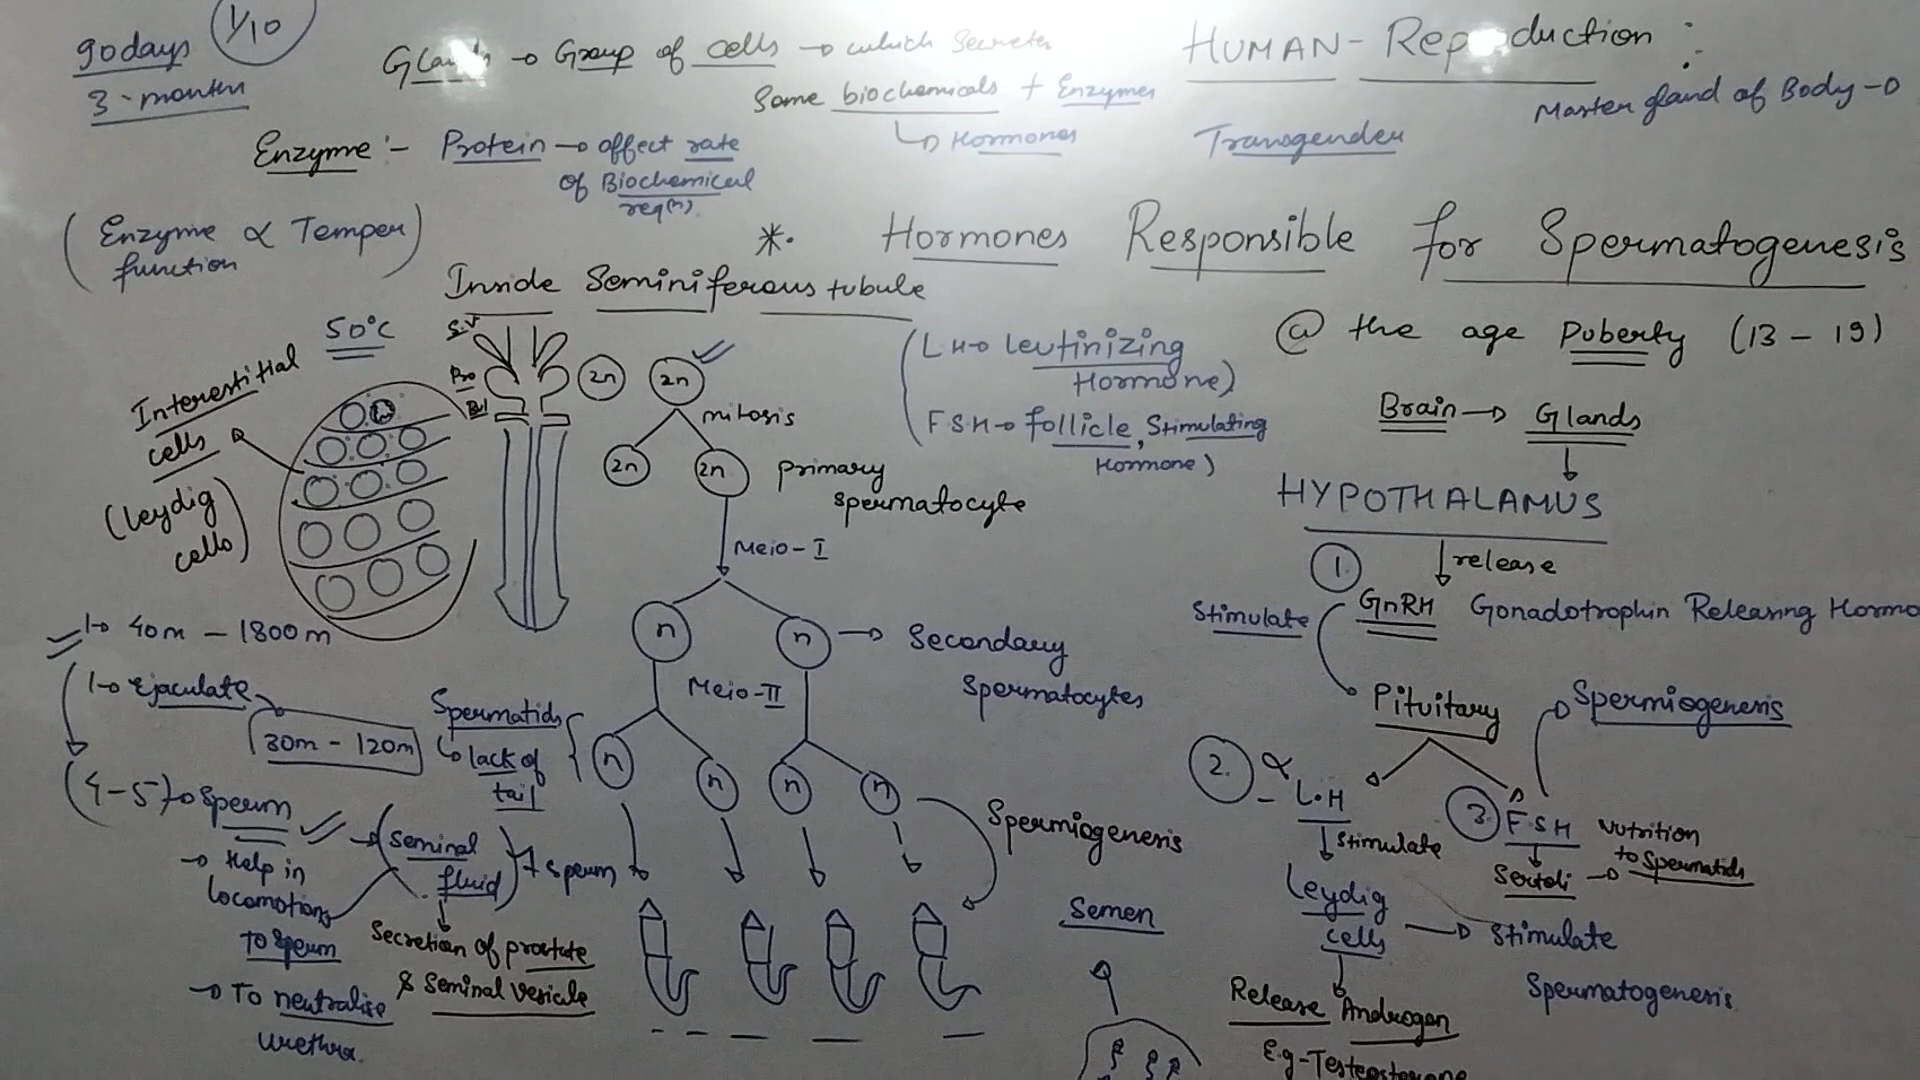 90days
3-months
1/10
Glands → Group of cells → which secretes
Some biochemicals + Enzymes
↳ Hormones
HUMAN - Reproduction :
Master gland of Body →
Transgender
Enzyme :- Protein → affect rate
of Biochemical
req(n).
(Enzyme ∝ Temper)
function
*. Hormones Responsible for Spermatogenesis
Inside Seminiferous tubule
50°C
Interestitial
cells
(leydig
cells)
S.V
Pro
Bul
2n
2n
mitosis
2n
2n
primary
spermatocyte
Meio-I
n
n
→ Secondary
spermatocytes
Meio-II
Spermatids
↳ lack of
tail
n
n
n
n
Spermiogenesis
(LH → leutinizing
Hormone)
FSH → follicle, Stimulating
Hormone)
@ the age Puberty (13 - 19)
Brain → Glands
HYPOTHALAMUS
1.
release
Stimulate
GnRH Gonadotrophin Releasing Hormo
Pituitary
Spermiogenesis
2.
∝ - L.H
3.
FSH
Nutrition
to spermatids
stimulate
Sertoli →
Leydig
cells → stimulate
Spermatogenesis.
Release Androgen
E.g-Testosterone
1→ 40m - 1800m
1→ ejaculate
30m - 120m
(4-5) → sperm
→ Help in
locomotion
to sperm
→ To neutralise
urethra.
(seminal
fluid) + sperm
Secretion of prostate
& seminal vesicule
Semen